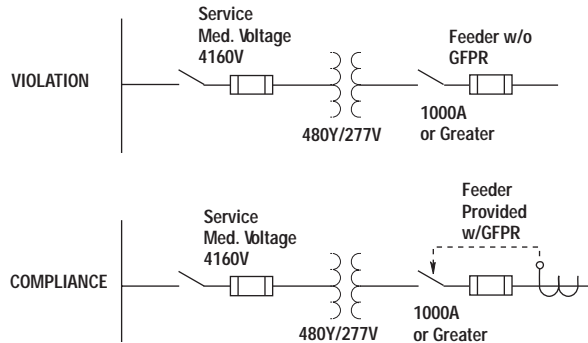 VIOLATION
Service
Med. Voltage
4160V
480Y/277V
Feeder w/o
GFPR
1000A
or Greater
COMPLIANCE
Service
Med. Voltage
4160V
480Y/277V
Feeder
Provided
w/GFPR
1000A
or Greater